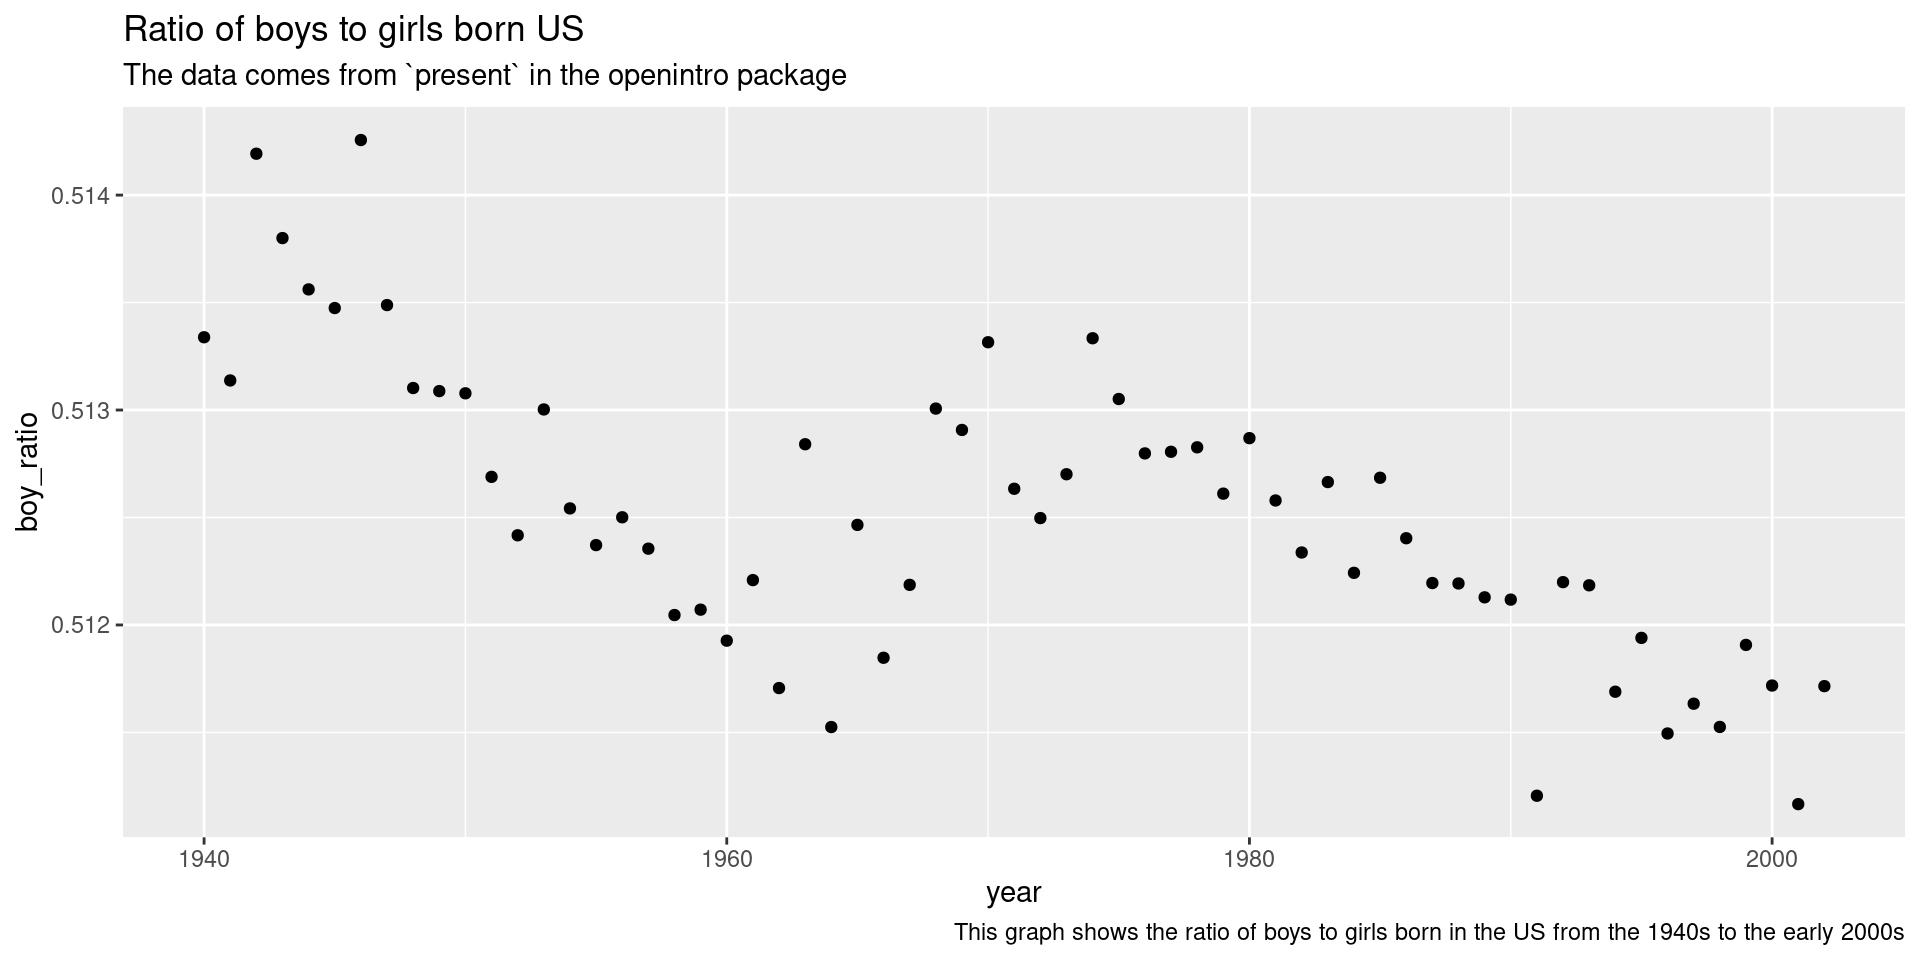 Ratio of boys to girls born US
The data comes from `present` in the openintro package
0.514
0.513
0.512
boy_ratio
1940 1960 1980 2000
year
This graph shows the ratio of boys to girls born in the US from the 1940s to the early 2000s